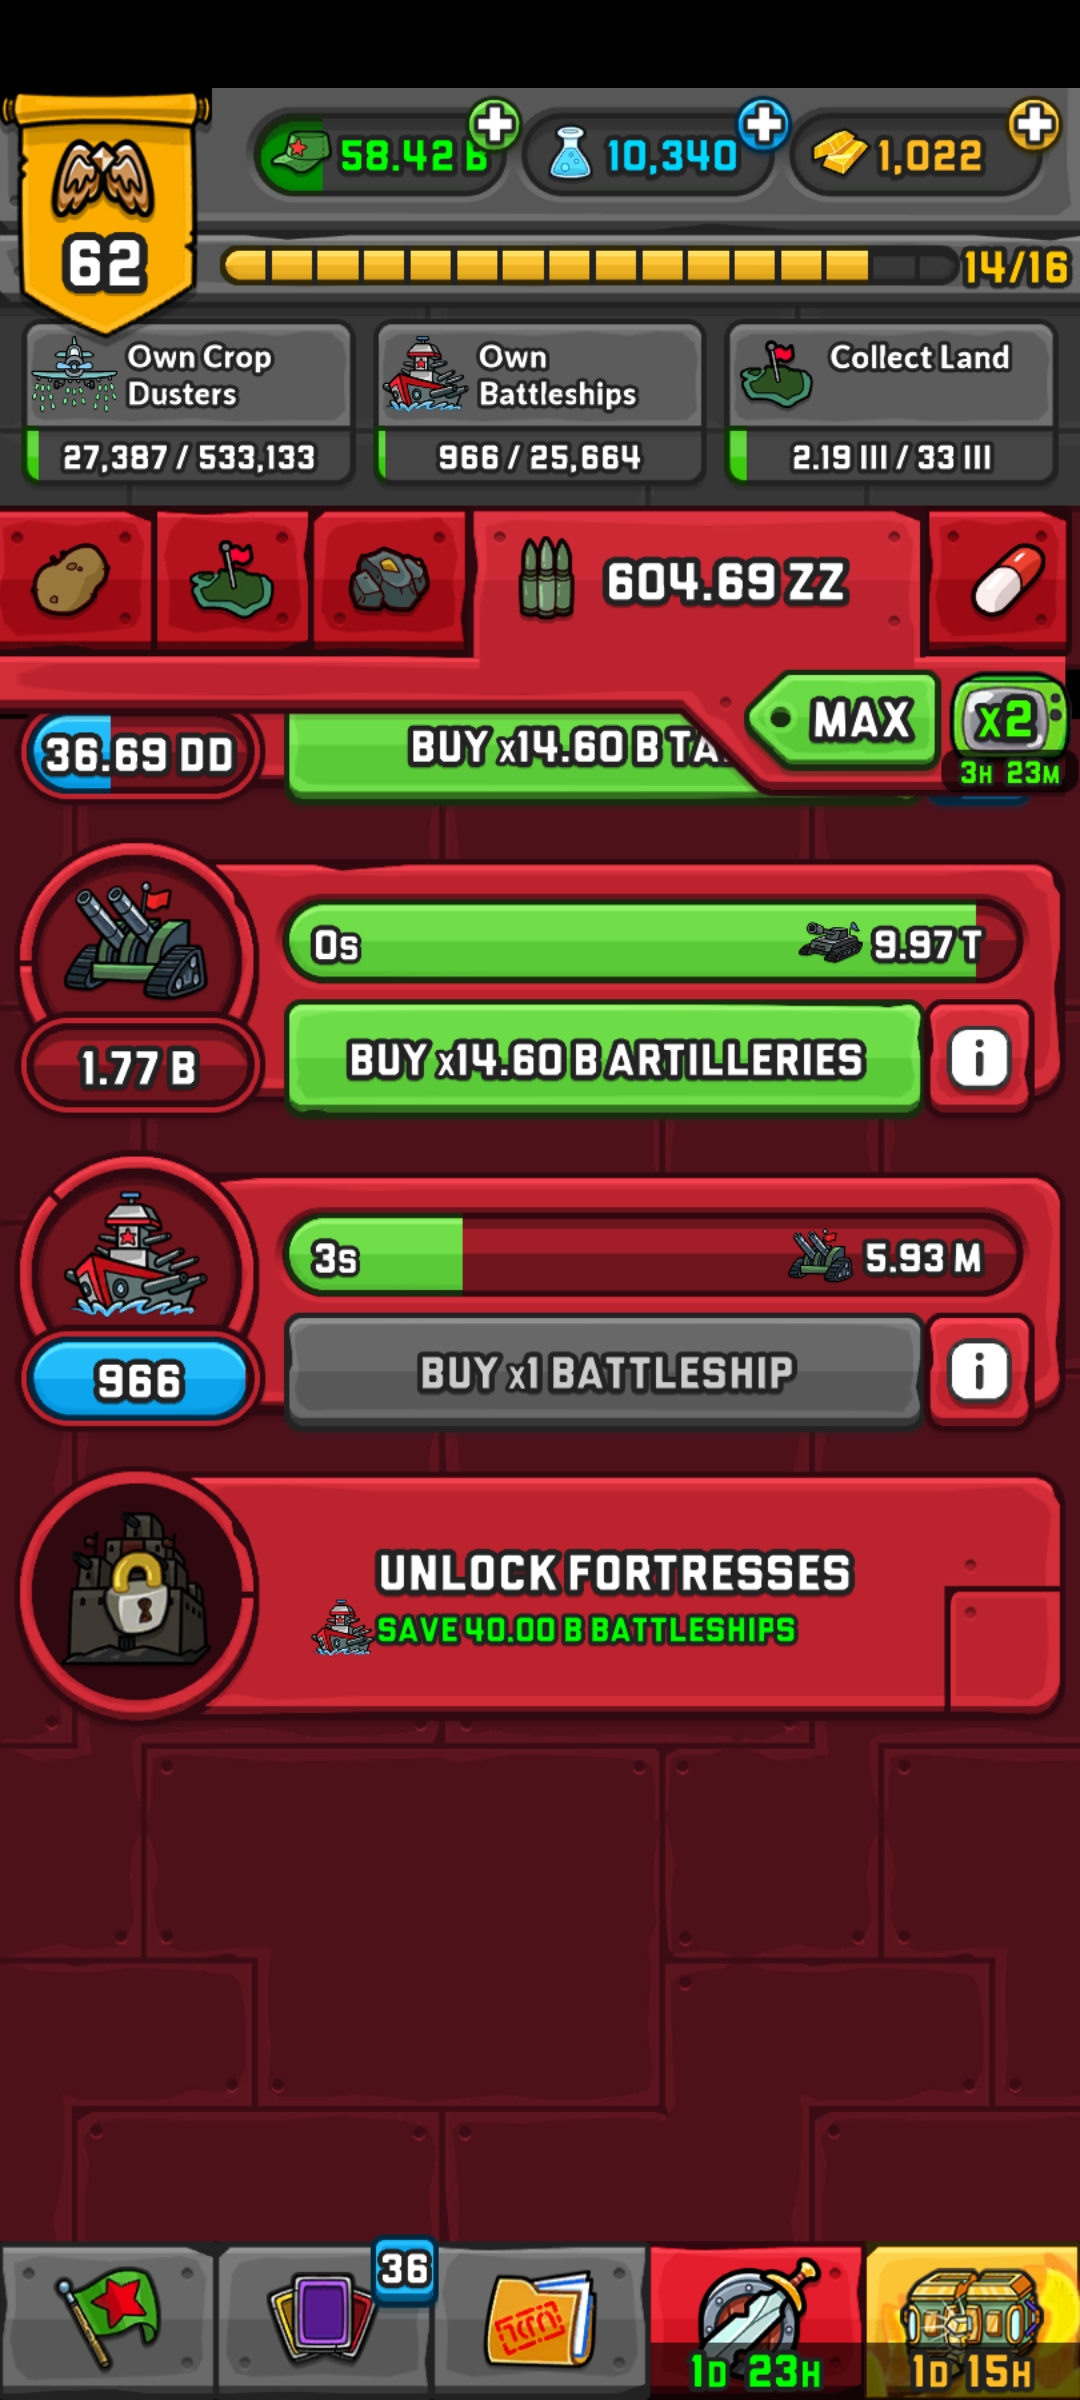 58.42 B
10,340
1,022
62
14/16
Own Crop
Dusters
27,387 / 533,133
Own
Battleships
966 / 25,664
Collect Land
2.19 III / 33 III
604.69 ZZ
MAX
x2
3H 23M
36.69 DD
BUY x14.60 B TA
0s
9.97 T
1.77 B
BUY x14.60 B ARTILLERIES
i
3s
5.93 M
966
BUY x1 BATTLESHIP
i
UNLOCK FORTRESSES
SAVE 40.00 B BATTLESHIPS
36
1D 23H
1D 15H